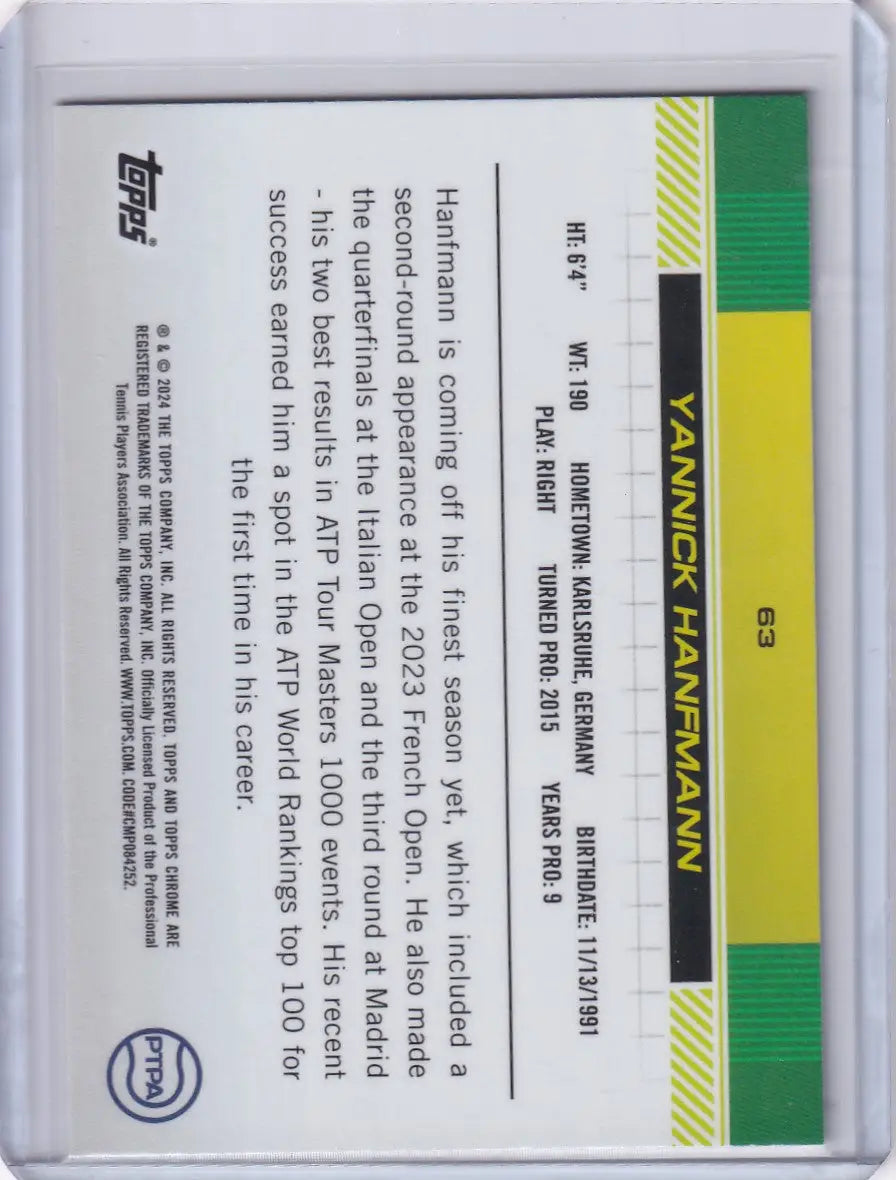 63
YANNICK HANFMANN
HT: 6'4" WT: 190 HOMETOWN: KARLSRUHE, GERMANY BIRTHDATE: 11/13/1991
PLAY: RIGHT TURNED PRO: 2015 YEARS PRO: 9
Hanfmann is coming off his finest season yet, which included a
second-round appearance at the 2023 French Open. He also made
the quarterfinals at the Italian Open and the third round at Madrid
- his two best results in ATP Tour Masters 1000 events. His recent
success earned him a spot in the ATP World Rankings top 100 for
the first time in his career.
topps®
® & © 2024 THE TOPPS COMPANY, INC. ALL RIGHTS RESERVED. TOPPS AND TOPPS CHROME ARE
REGISTERED TRADEMARKS OF THE TOPPS COMPANY, INC. Officially Licensed Product of the Professional
Tennis Players Association. All Rights Reserved. WWW.TOPPS.COM. CODE#CMP084252.
PTPA